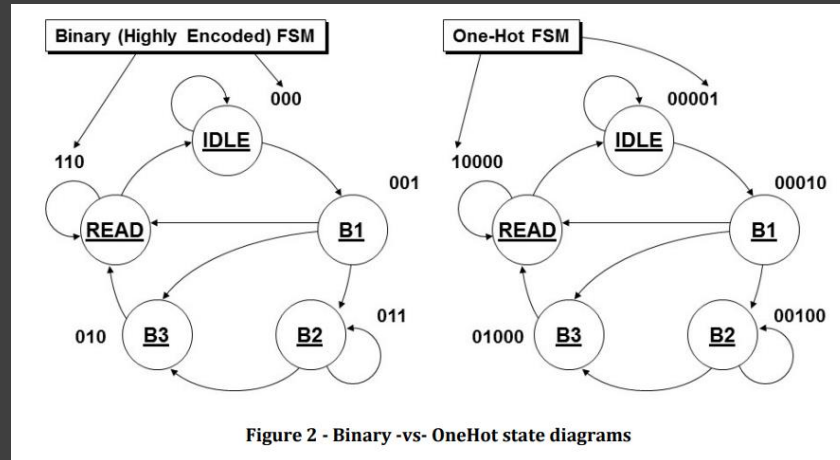 Binary (Highly Encoded) FSM
000
IDLE
110
001
READ
B1
011
010
B3
B2
One-Hot FSM
00001
IDLE
10000
00010
READ
B1
00100
01000
B3
B2
Figure 2 - Binary -vs- OneHot state diagrams